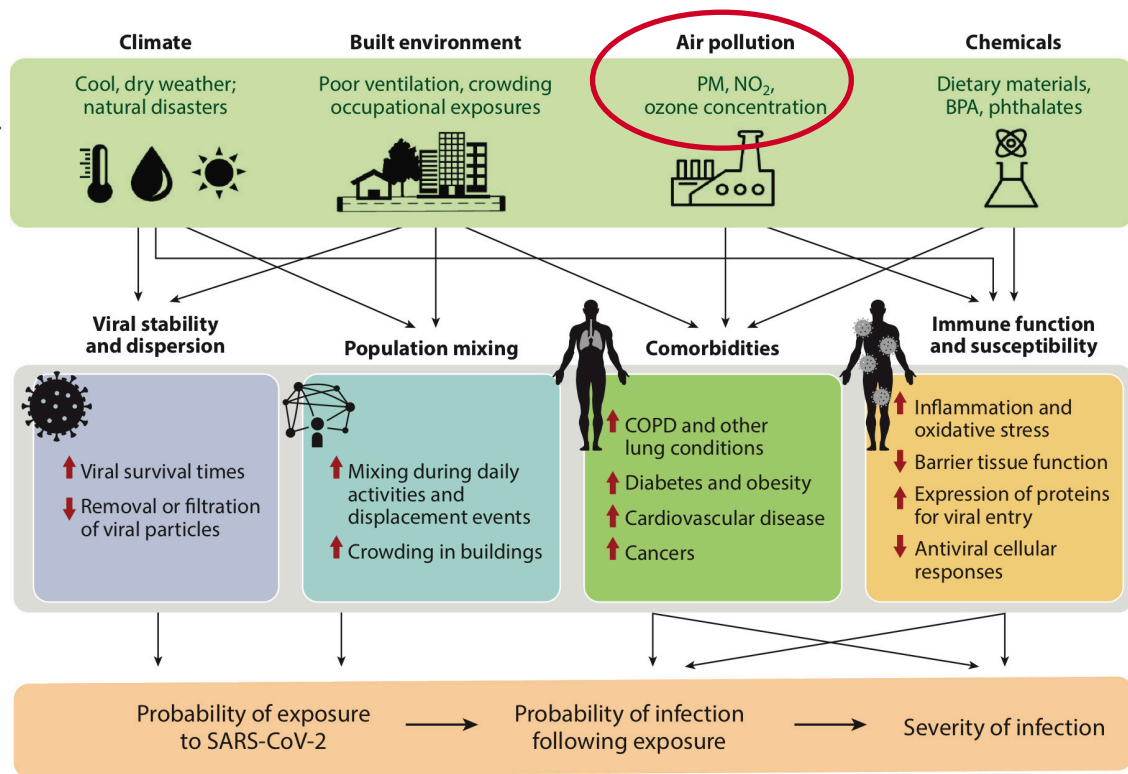 Climate
Built environment
Air pollution
Chemicals
Cool, dry weather;
natural disasters
Poor ventilation, crowding
occupational exposures
PM, NO₂,
ozone concentration
Dietary materials,
BPA, phthalates
Viral stability
and dispersion
Population mixing
Comorbidities
Immune function
and susceptibility
Viral survival times
Removal or filtration
of viral particles
Mixing during daily
activities and
displacement events
Crowding in buildings
COPD and other
lung conditions
Diabetes and obesity
Cardiovascular disease
Cancers
Inflammation and
oxidative stress
Barrier tissue function
Expression of proteins
for viral entry
Antiviral cellular
responses
Probability of exposure
to SARS-CoV-2
Probability of infection
following exposure
Severity of infection